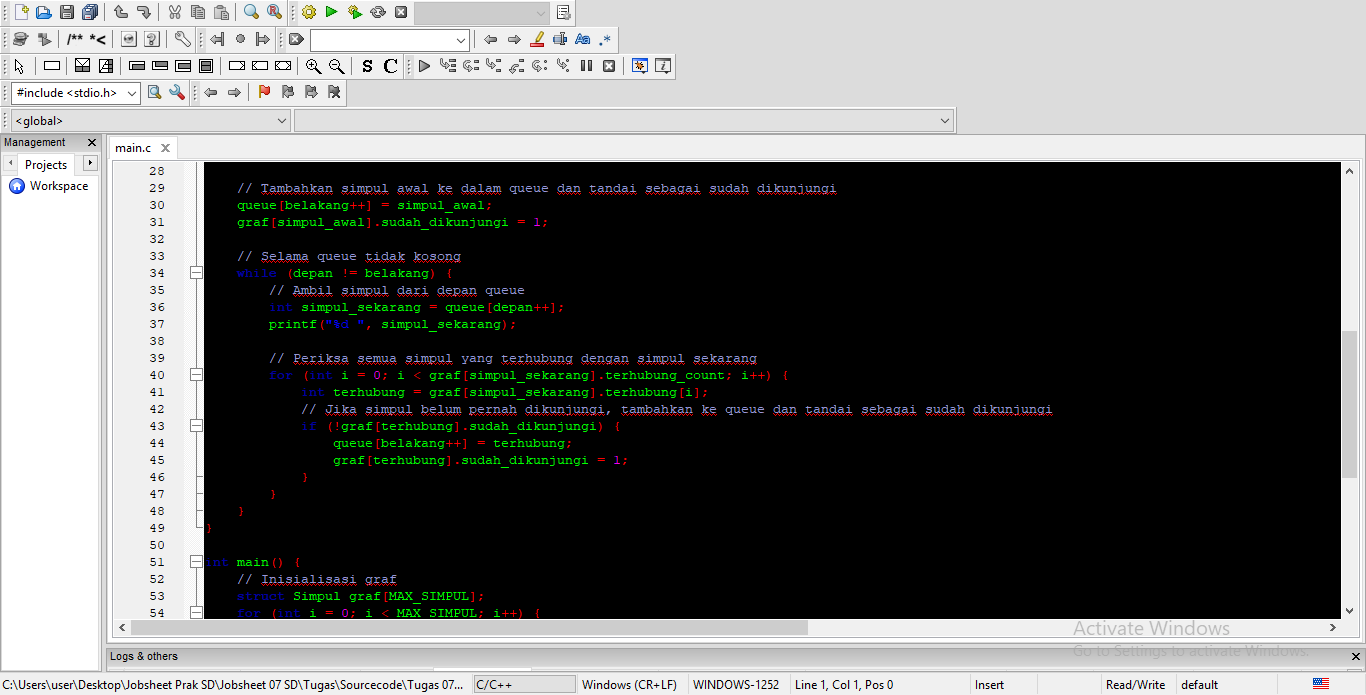 /** *<
S C
Aa .*
#include <stdio.h>
<global>
Management
Projects
Workspace
main.c
28
29 // Tambahkan simpul awal ke dalam queue dan tandai sebagai sudah dikunjungi
30 queue[belakang++] = simpul_awal;
31 graf[simpul_awal].sudah_dikunjungi = 1;
32
33 // Selama queue tidak kosong
34 while (depan != belakang) {
35 // Ambil simpul dari depan queue
36 int simpul_sekarang = queue[depan++];
37 printf("%d ", simpul_sekarang);
38
39 // Periksa semua simpul yang terhubung dengan simpul sekarang
40 for (int i = 0; i < graf[simpul_sekarang].terhubung_count; i++) {
41 int terhubung = graf[simpul_sekarang].terhubung[i];
42 // Jika simpul belum pernah dikunjungi, tambahkan ke queue dan tandai sebagai sudah dikunjungi
43 if (!graf[terhubung].sudah_dikunjungi) {
44 queue[belakang++] = terhubung;
45 graf[terhubung].sudah_dikunjungi = 1;
46 }
47 }
48 }
49 }
50
51 int main() {
52 // Inisialisasi graf
53 struct Simpul graf[MAX_SIMPUL];
54 for (int i = 0; i < MAX_SIMPUL; i++) {
Activate Windows
Go to Settings to activate Windows.
Logs & others
C:\Users\user\Desktop\Jobsheet Prak SD\Jobsheet 07 SD\Tugas\Sourcecode\Tugas 07... C/C++ Windows (CR+LF) WINDOWS-1252 Line 1, Col 1, Pos 0 Insert Read/Write default